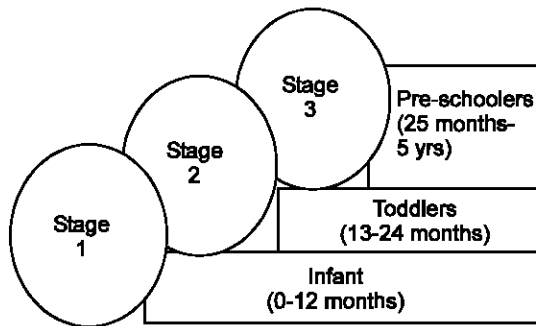 Stage
3
Pre-schoolers
(25 months-
5 yrs)
Stage
2
Toddlers
(13-24 months)
Stage
1
Infant
(0-12 months)